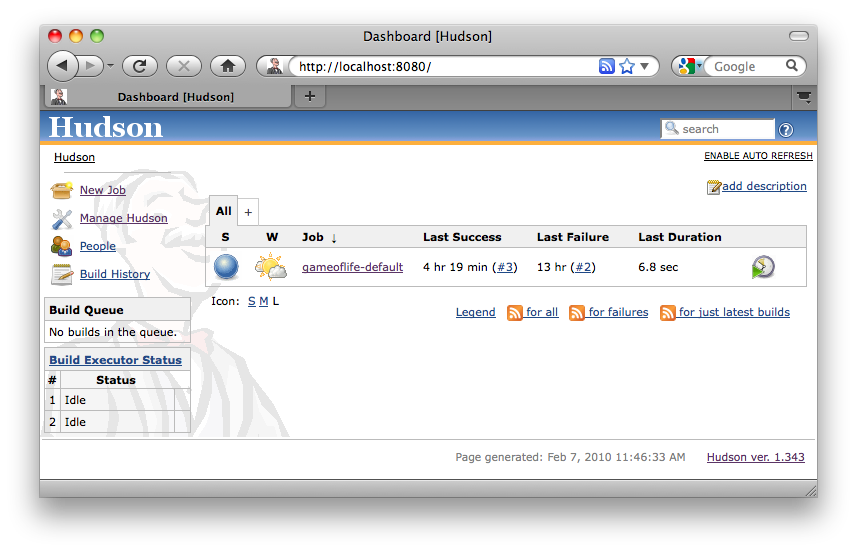 Dashboard [Hudson]
http://localhost:8080/
Google
Dashboard [Hudson]
+
Hudson
search
?
Hudson
ENABLE AUTO REFRESH
New Job
add description
Manage Hudson
People
Build History
All +
S W Job ↓ Last Success Last Failure Last Duration
gameoflife-default 4 hr 19 min (#3) 13 hr (#2) 6.8 sec
Icon: S M L
Legend for all for failures for just latest builds
Build Queue
No builds in the queue.
Build Executor Status
# Status
1 Idle
2 Idle
Page generated: Feb 7, 2010 11:46:33 AM Hudson ver. 1.343